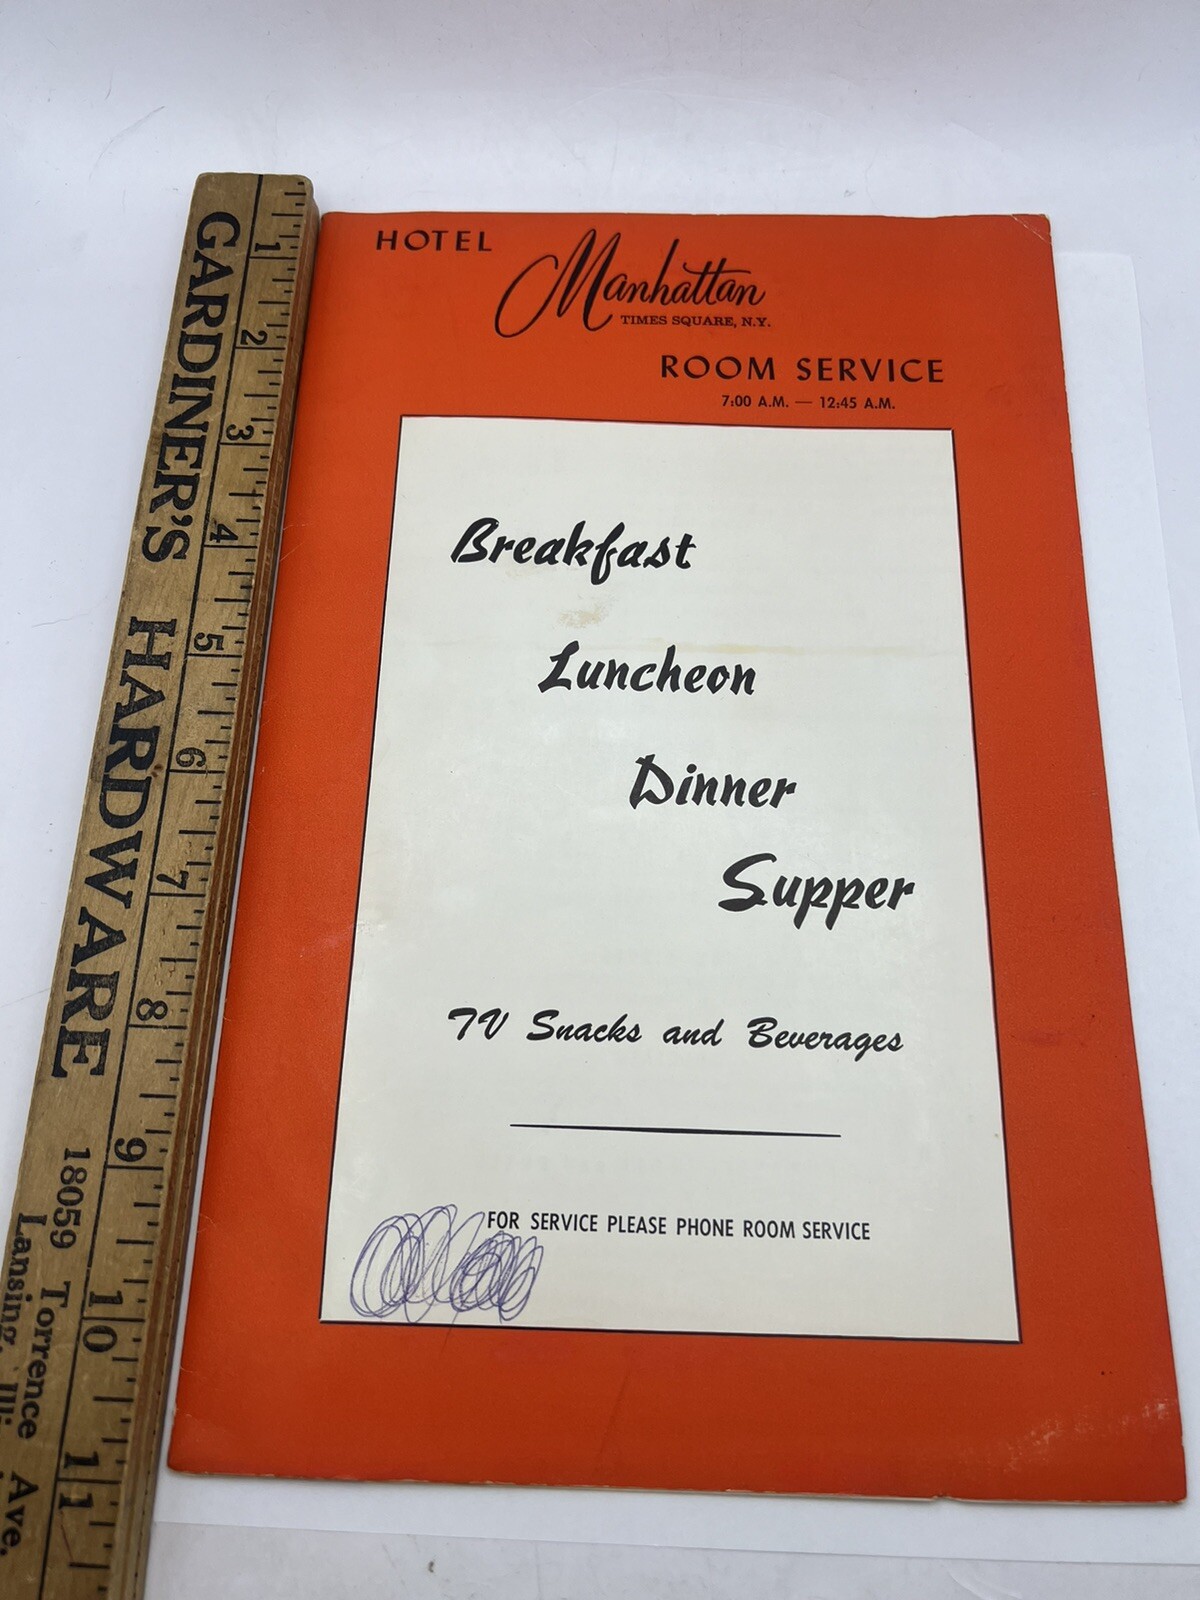 HOTEL
Manhattan
TIMES SQUARE, N.Y.
ROOM SERVICE
7:00 A.M. — 12:45 A.M.
Breakfast
Luncheon
Dinner
Supper
TV Snacks and Beverages
FOR SERVICE PLEASE PHONE ROOM SERVICE
GARDINER'S HARDWARE
18059 Torrence Ave.
Lansing, Illi
1
2
3
4
5
6
7
8
9
10
11